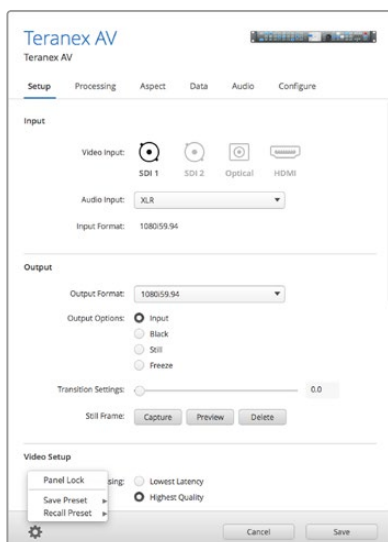 Teranex AV
Teranex AV
Setup Processing Aspect Data Audio Configure
Input
Video Input:
SDI 1 SDI 2 Optical HDMI
Audio Input: XLR
Input Format: 1080i59.94
Output
Output Format: 1080i59.94
Output Options: Input
Black
Still
Freeze
Transition Settings: 0.0
Still Frame: Capture Preview Delete
Video Setup
sing: Lowest Latency
Highest Quality
Panel Lock
Save Preset
Recall Preset
Cancel Save